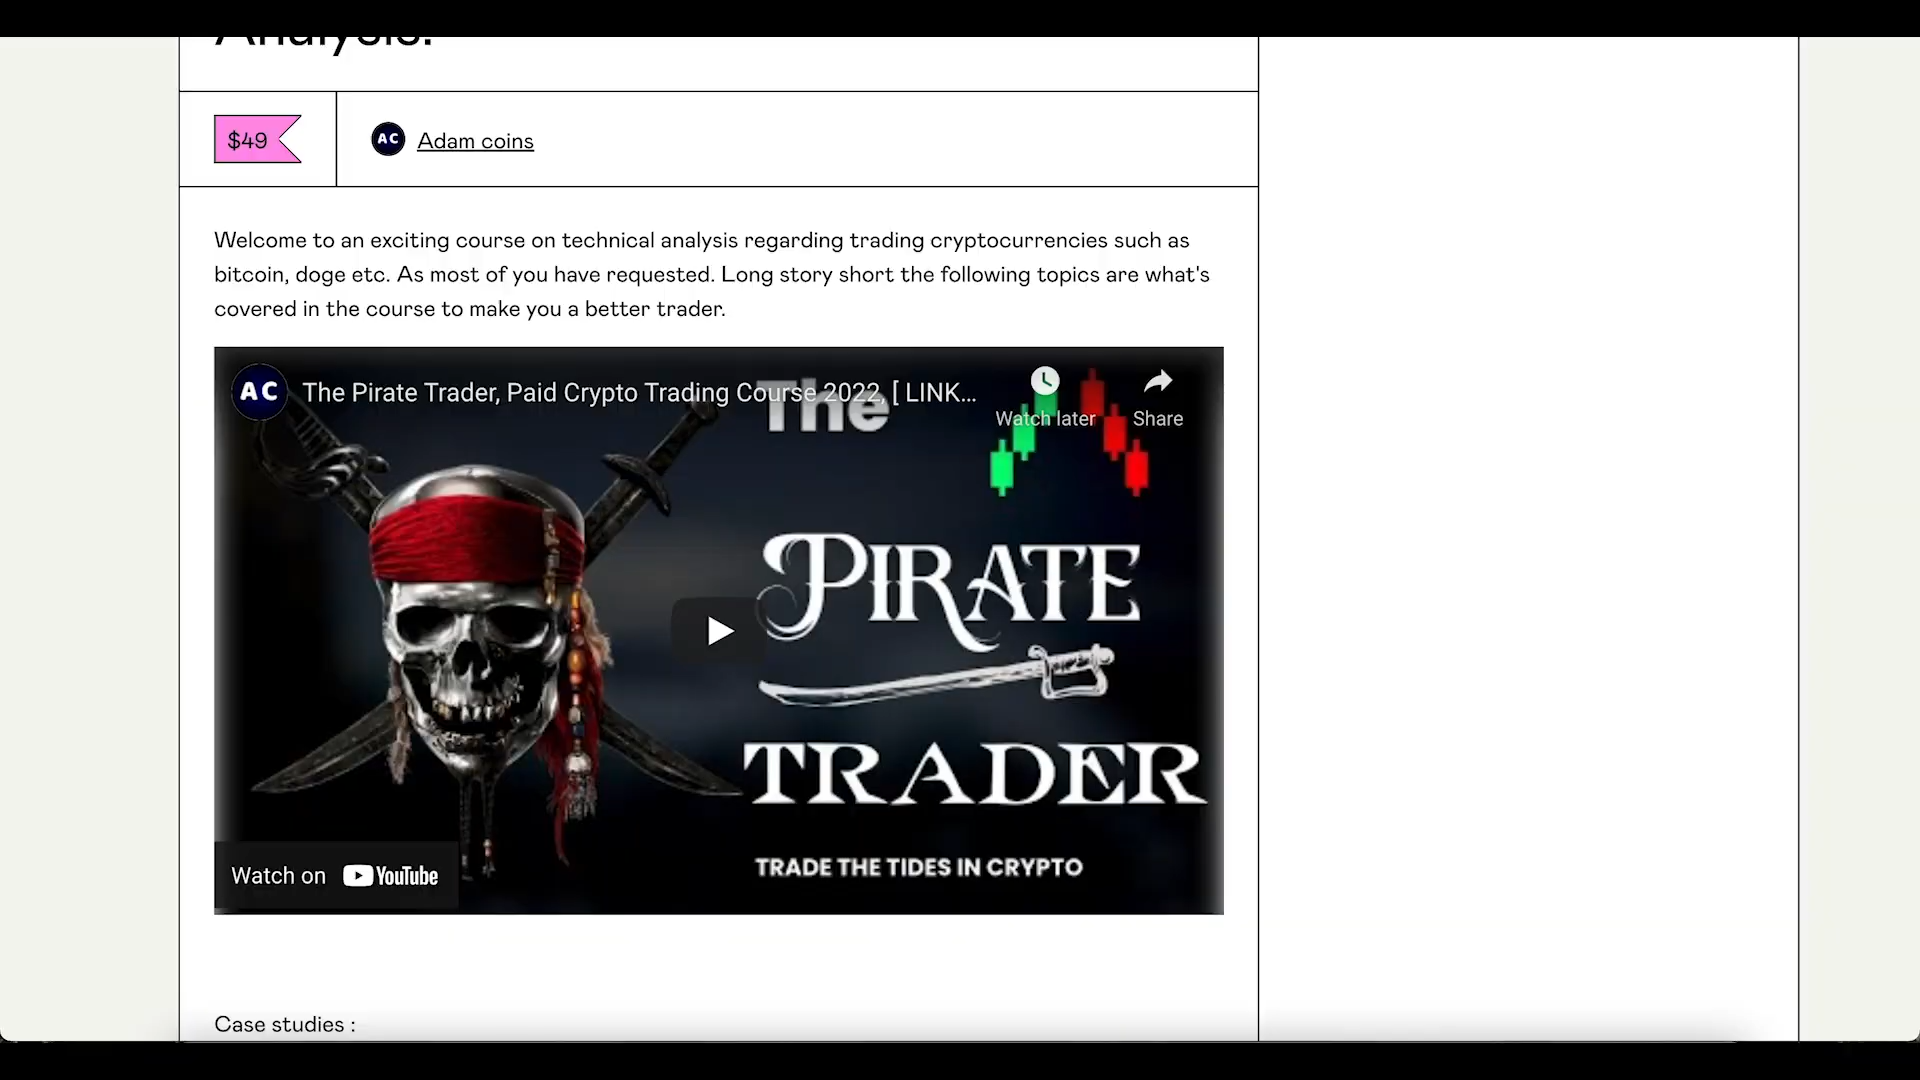 Analysis.
$49
AC
Adam coins
Welcome to an exciting course on technical analysis regarding trading cryptocurrencies such as
bitcoin, doge etc. As most of you have requested. Long story short the following topics are what's
covered in the course to make you a better trader.
AC
The Pirate Trader, Paid Crypto Trading Course 2022, [ LINK...
Watch later
Share
The
PIRATE
TRADER
TRADE THE TIDES IN CRYPTO
Watch on YouTube
Case studies :